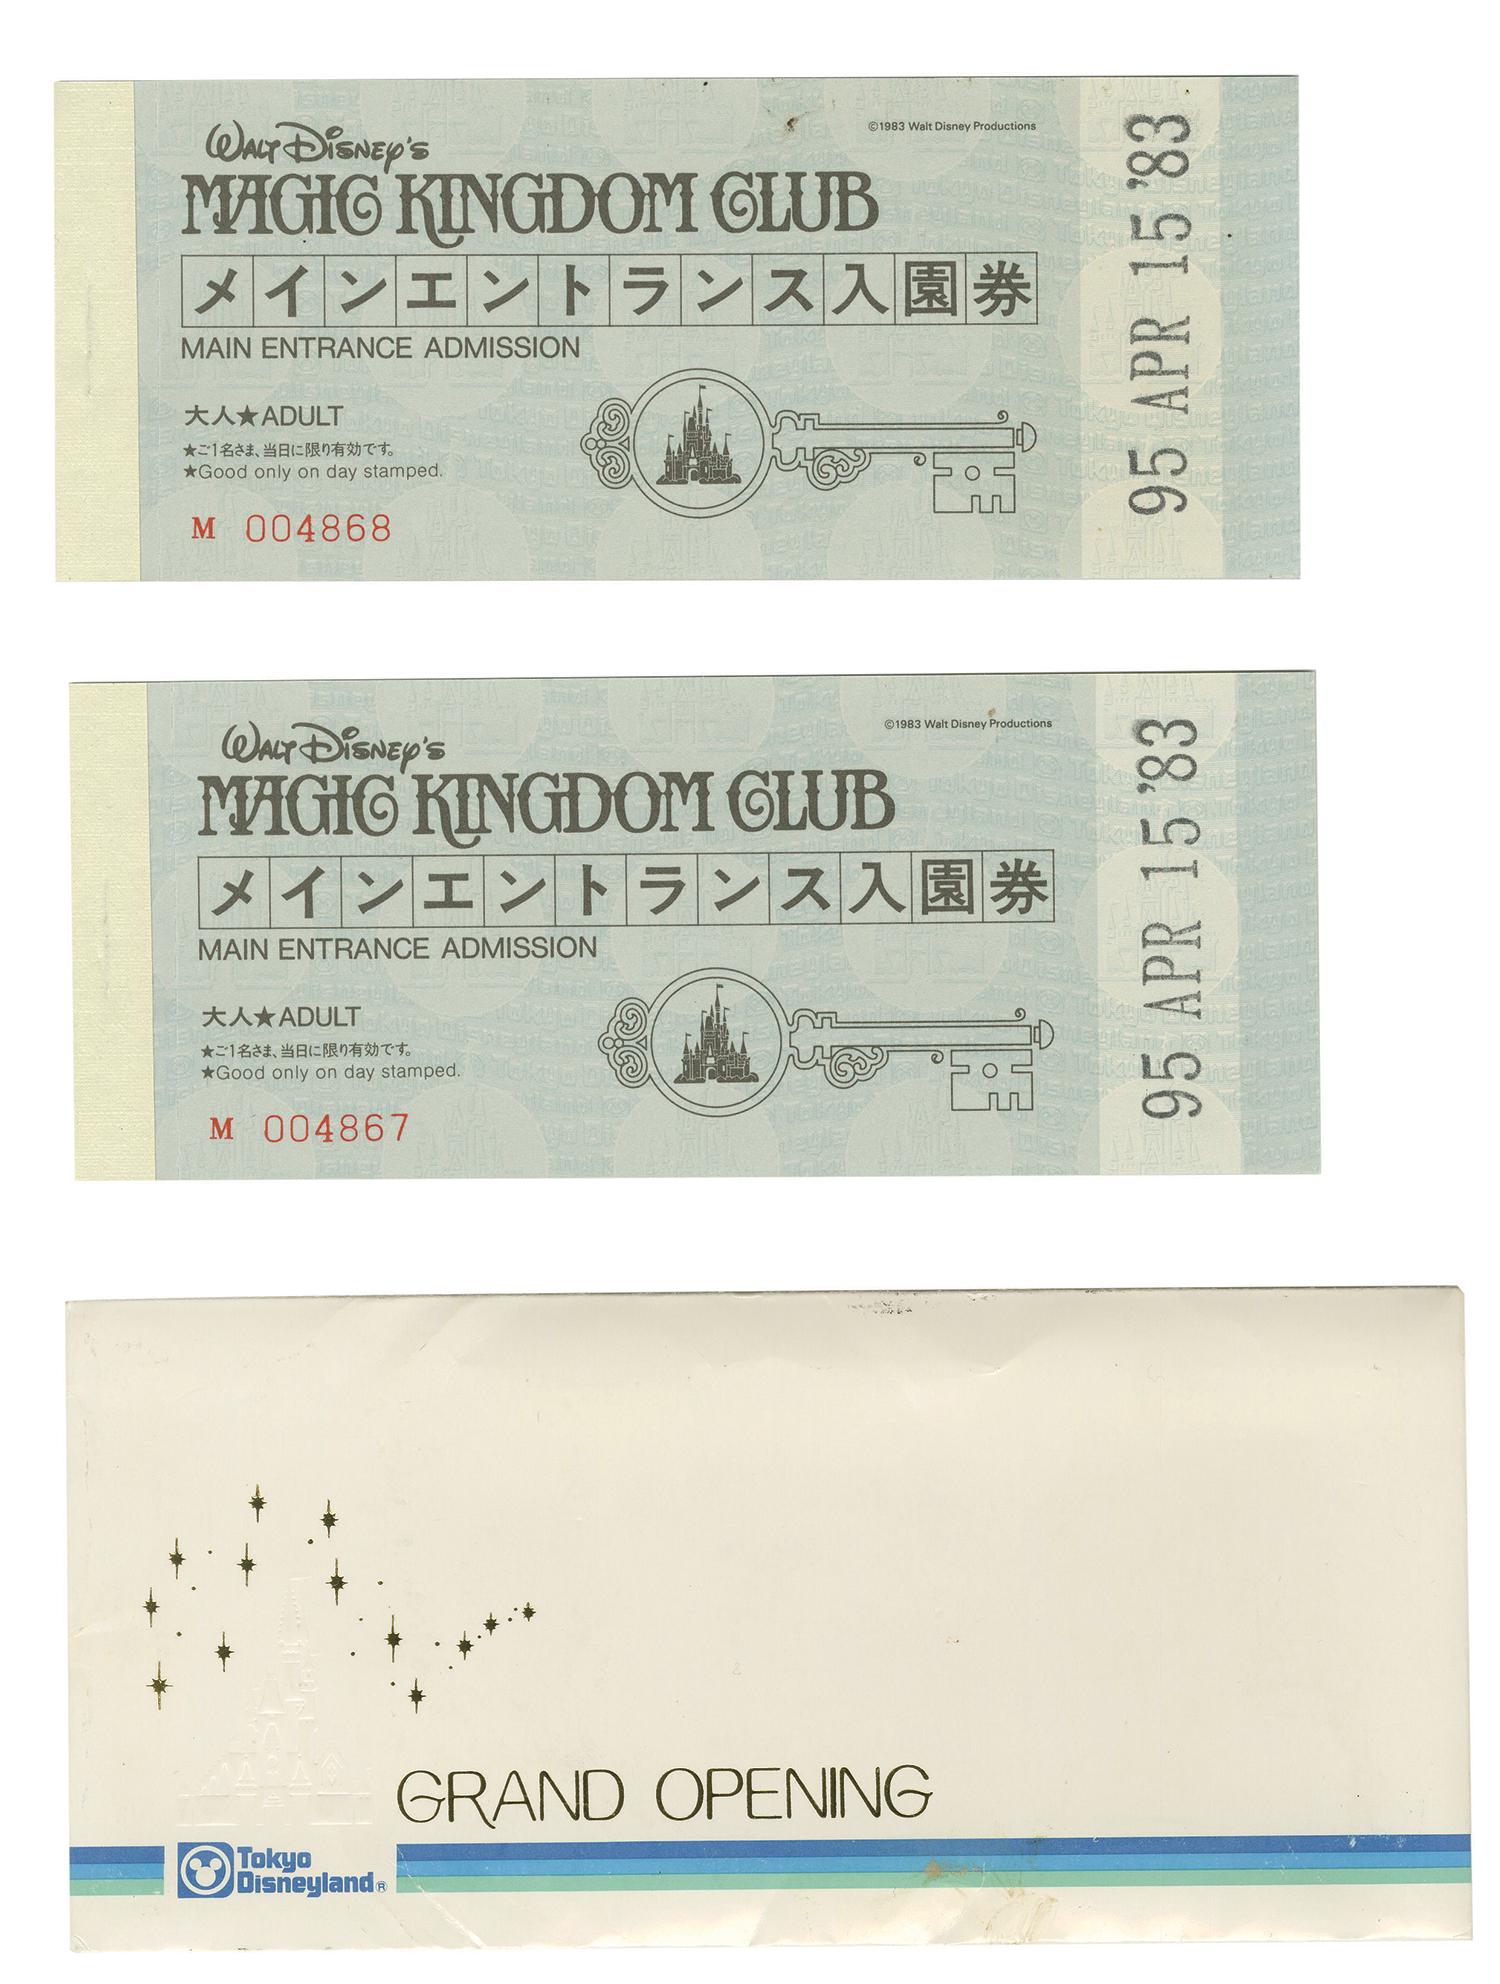 WALT DISNEY'S
©1983 Walt Disney Productions
MAGIC KINGDOM CLUB
メインエントランス入園券
MAIN ENTRANCE ADMISSION
大人★ADULT
★ご1名さま、当日に限り有効です。
★Good only on day stamped.
M 004868
95 APR 15 '83
WALT DISNEY'S
©1983 Walt Disney Productions
MAGIC KINGDOM CLUB
メインエントランス入園券
MAIN ENTRANCE ADMISSION
大人★ADULT
★ご1名さま、当日に限り有効です。
★Good only on day stamped.
M 004867
95 APR 15 '83
GRAND OPENING
Tokyo
Disneyland®